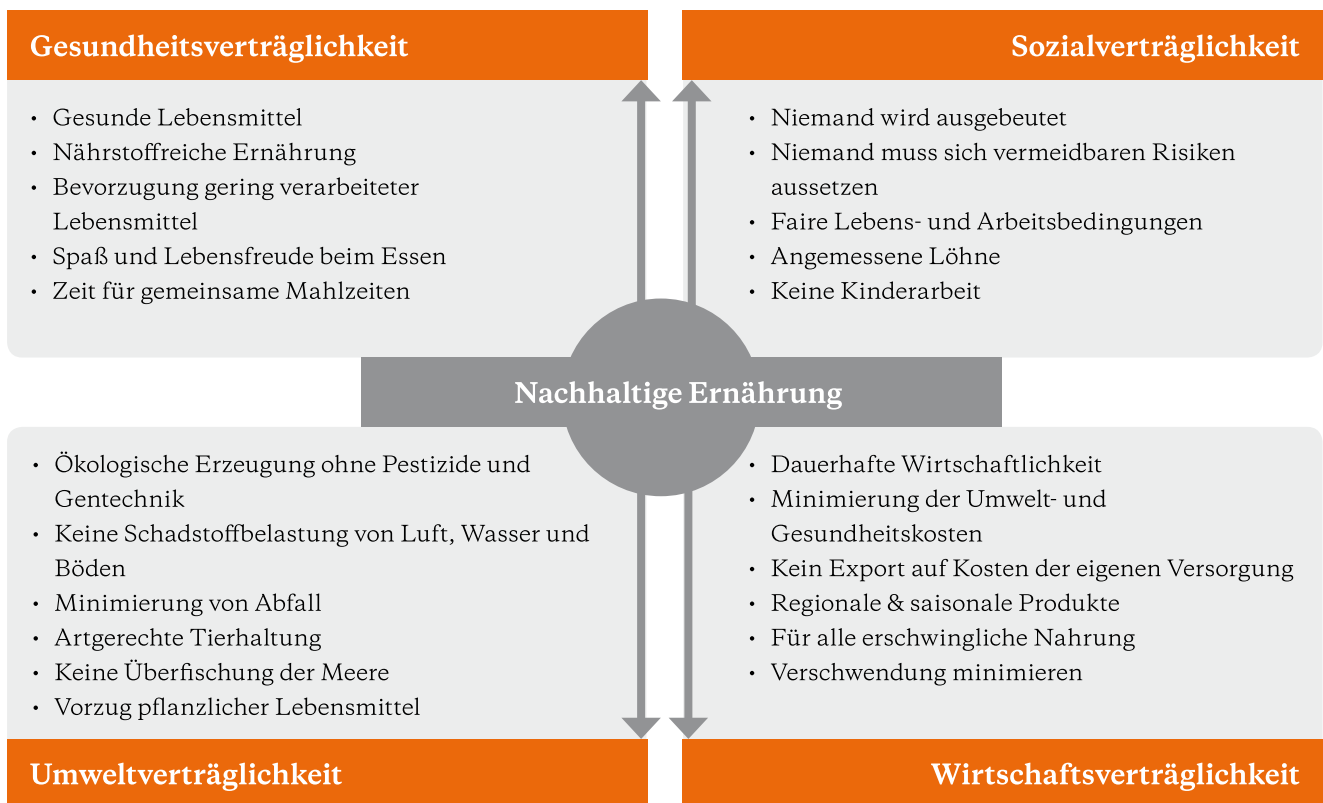 Gesundheitsverträglichkeit
• Gesunde Lebensmittel
• Nährstoffreiche Ernährung
• Bevorzugung gering verarbeiteter
Lebensmittel
• Spaß und Lebensfreude beim Essen
• Zeit für gemeinsame Mahlzeiten
Sozialverträglichkeit
• Niemand wird ausgebeutet
• Niemand muss sich vermeidbaren Risiken
aussetzen
• Faire Lebens- und Arbeitsbedingungen
• Angemessene Löhne
• Keine Kinderarbeit
Nachhaltige Ernährung
• Ökologische Erzeugung ohne Pestizide und
Gentechnik
• Keine Schadstoffbelastung von Luft, Wasser und
Böden
• Minimierung von Abfall
• Artgerechte Tierhaltung
• Keine Überfischung der Meere
• Vorzug pflanzlicher Lebensmittel
Umweltverträglichkeit
• Dauerhafte Wirtschaftlichkeit
• Minimierung der Umwelt- und
Gesundheitskosten
• Kein Export auf Kosten der eigenen Versorgung
• Regionale & saisonale Produkte
• Für alle erschwingliche Nahrung
• Verschwendung minimieren
Wirtschaftsverträglichkeit